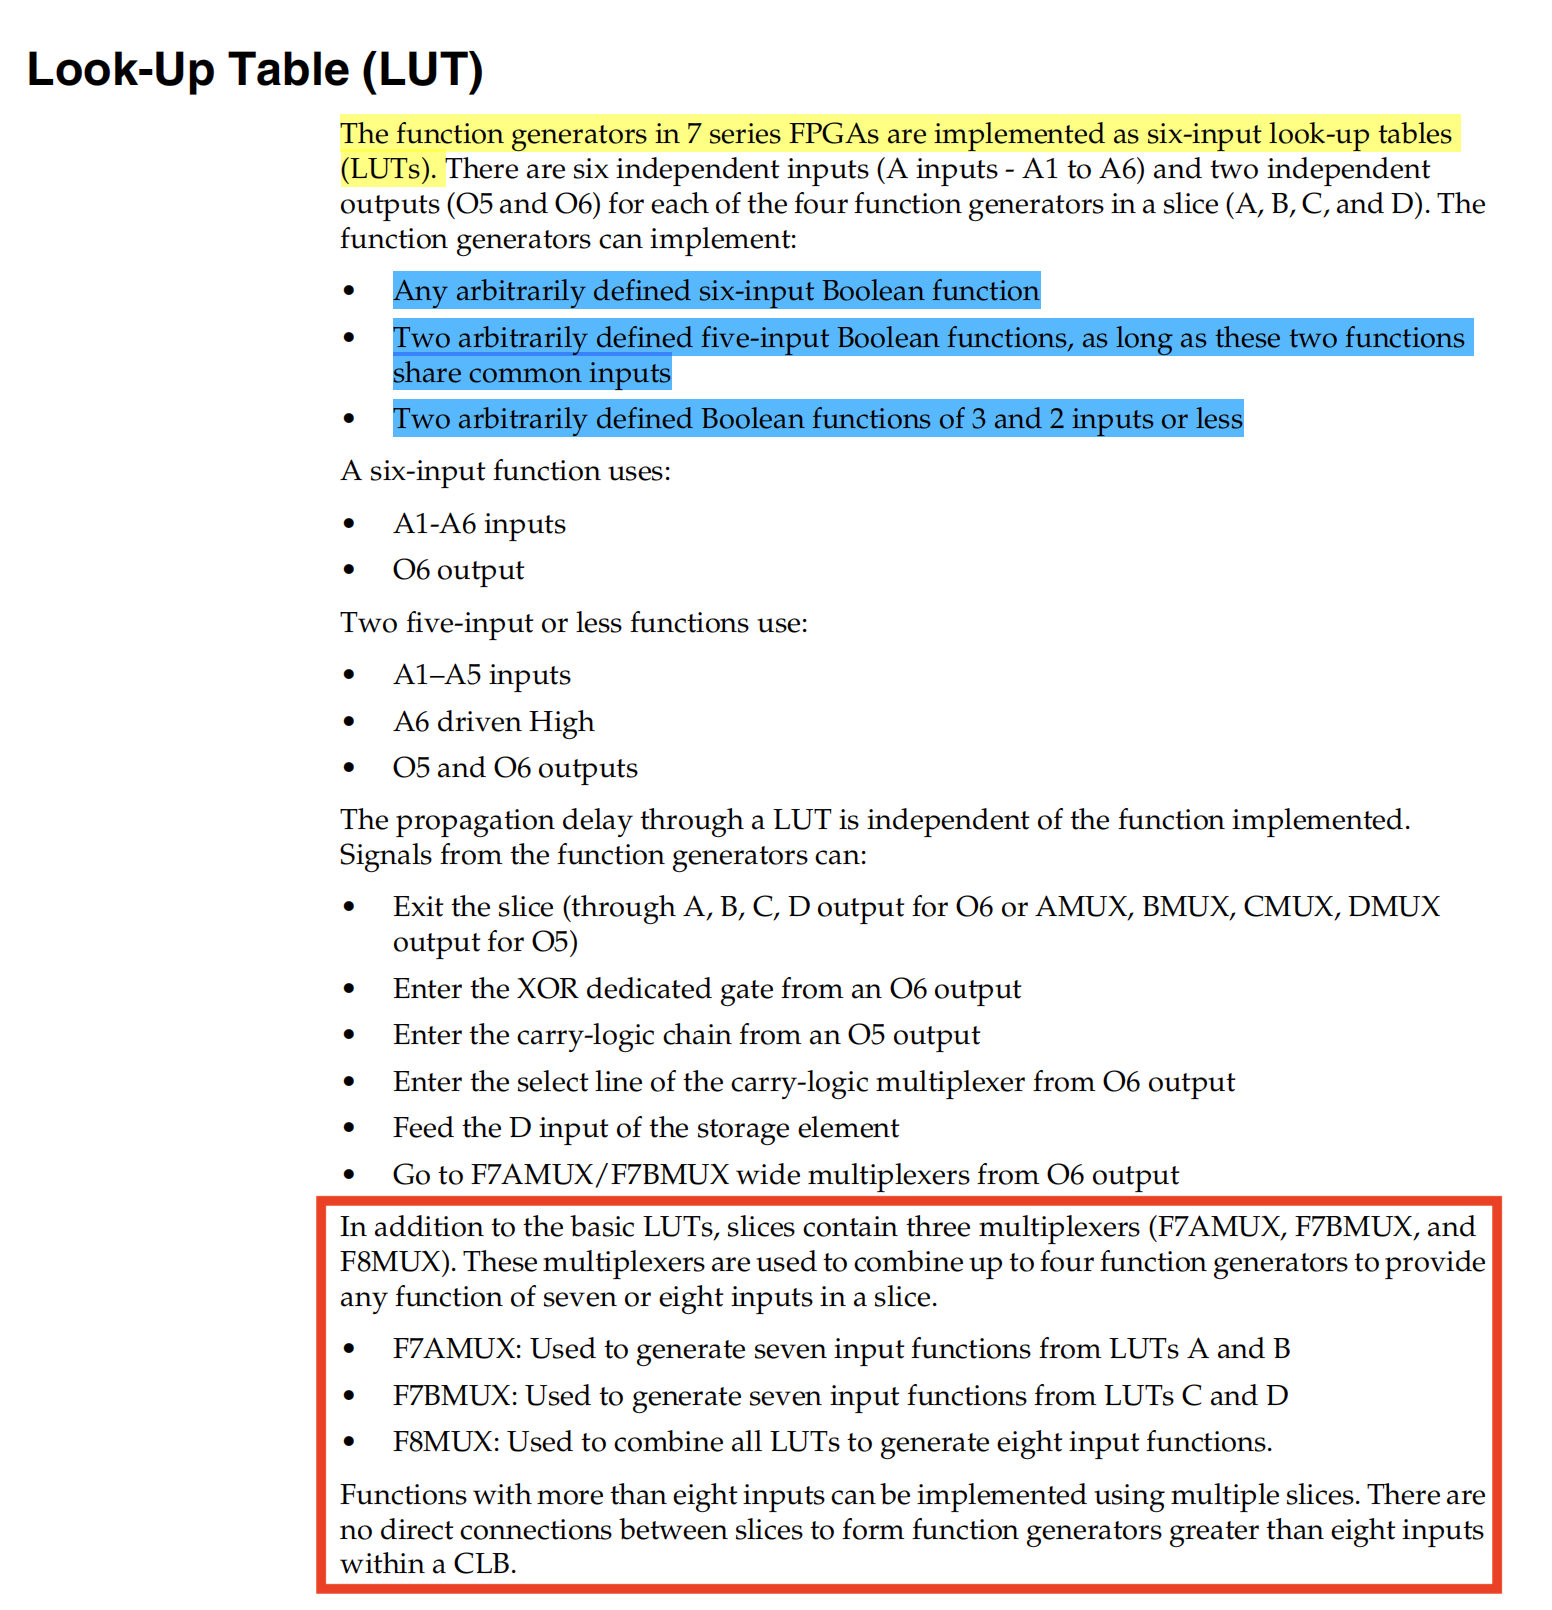 Look-Up Table (LUT)
The function generators in 7 series FPGAs are implemented as six-input look-up tables
(LUTs). There are six independent inputs (A inputs - A1 to A6) and two independent
outputs (O5 and O6) for each of the four function generators in a slice (A, B, C, and D). The
function generators can implement:
• Any arbitrarily defined six-input Boolean function
• Two arbitrarily defined five-input Boolean functions, as long as these two functions
share common inputs
• Two arbitrarily defined Boolean functions of 3 and 2 inputs or less
A six-input function uses:
• A1-A6 inputs
• O6 output
Two five-input or less functions use:
• A1–A5 inputs
• A6 driven High
• O5 and O6 outputs
The propagation delay through a LUT is independent of the function implemented.
Signals from the function generators can:
• Exit the slice (through A, B, C, D output for O6 or AMUX, BMUX, CMUX, DMUX
output for O5)
• Enter the XOR dedicated gate from an O6 output
• Enter the carry-logic chain from an O5 output
• Enter the select line of the carry-logic multiplexer from O6 output
• Feed the D input of the storage element
• Go to F7AMUX/F7BMUX wide multiplexers from O6 output
In addition to the basic LUTs, slices contain three multiplexers (F7AMUX, F7BMUX, and
F8MUX). These multiplexers are used to combine up to four function generators to provide
any function of seven or eight inputs in a slice.
• F7AMUX: Used to generate seven input functions from LUTs A and B
• F7BMUX: Used to generate seven input functions from LUTs C and D
• F8MUX: Used to combine all LUTs to generate eight input functions.
Functions with more than eight inputs can be implemented using multiple slices. There are
no direct connections between slices to form function generators greater than eight inputs
within a CLB.